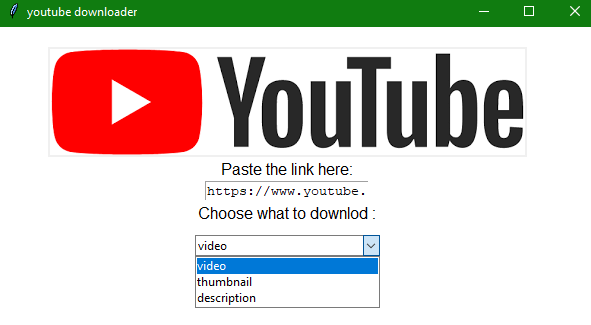 youtube downloader
YouTube
Paste the link here:
https://www.youtube.
Choose what to downlod :
video
video
thumbnail
description